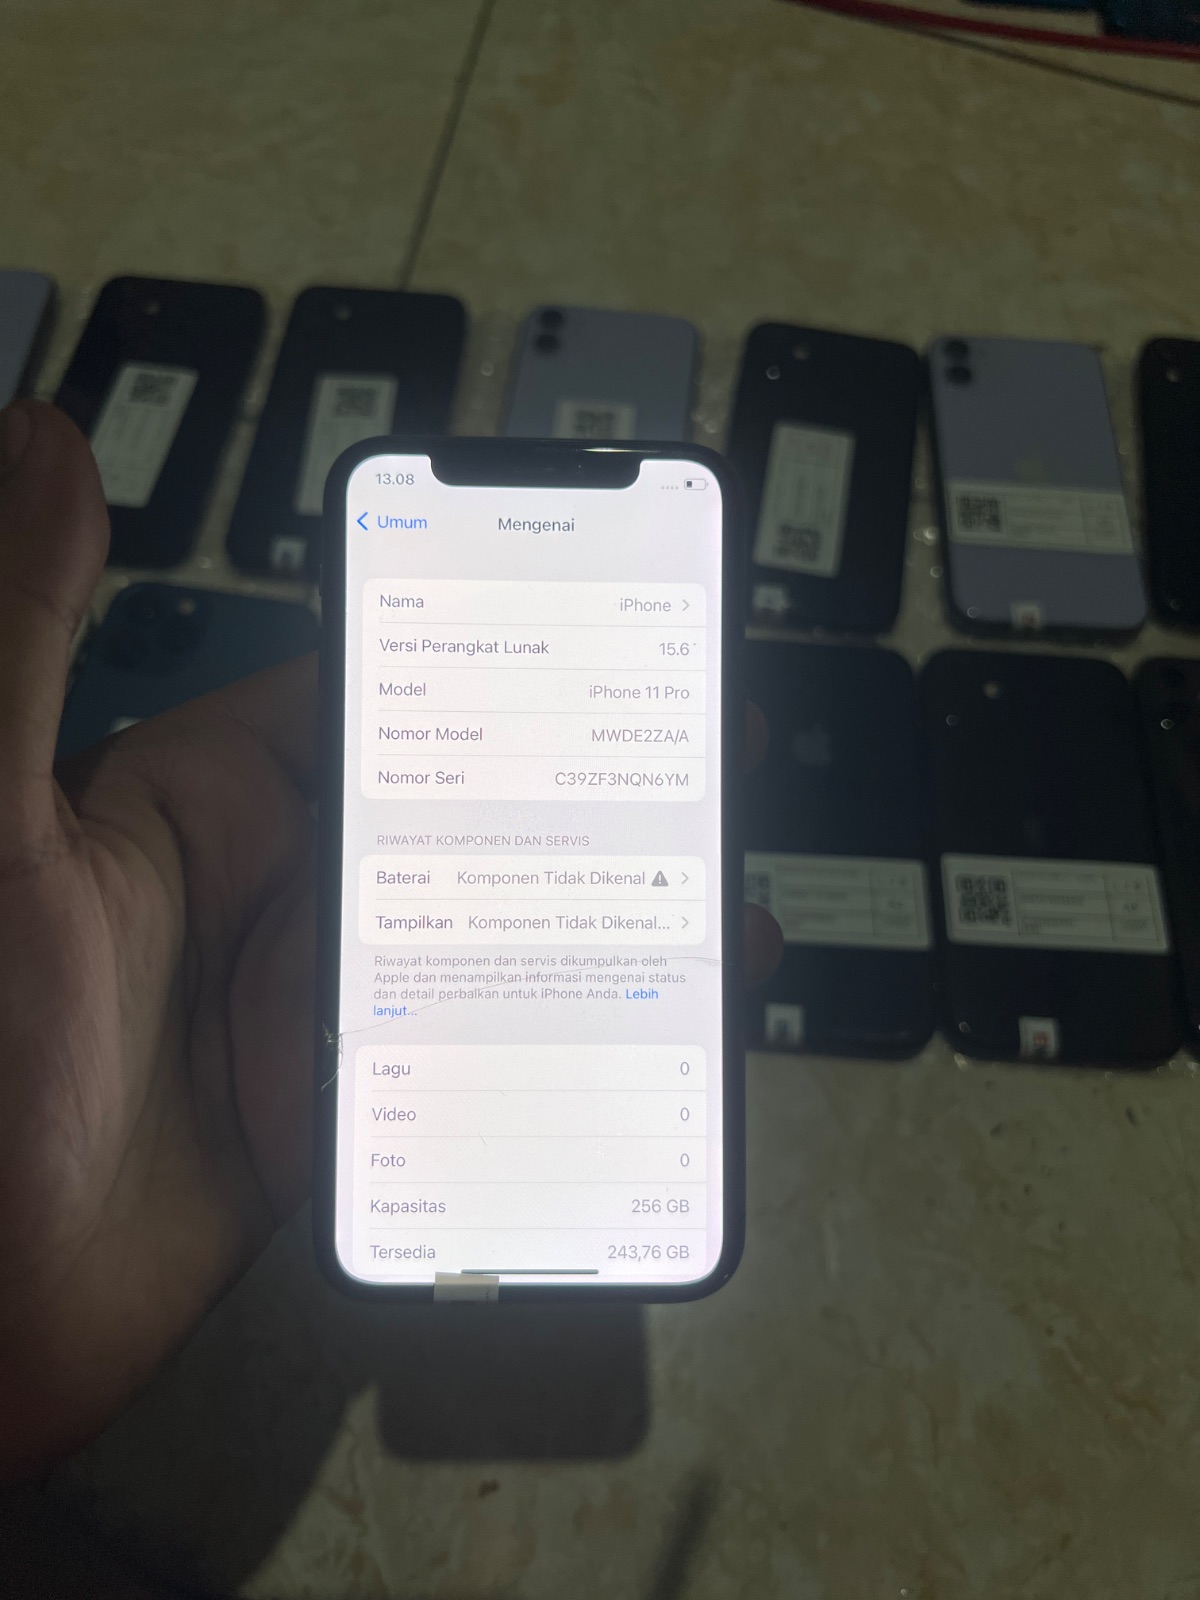 13.08
Umum
Mengenai
Nama iPhone
Versi Perangkat Lunak 15.6
Model iPhone 11 Pro
Nomor Model MWDE2ZA/A
Nomor Seri C39ZF3NQN6YM
RIWAYAT KOMPONEN DAN SERVIS
Baterai Komponen Tidak Dikenal
Tampilkan Komponen Tidak Dikenal...
Riwayat komponen dan servis dikumpulkan oleh
Apple dan menampilkan informasi mengenai status
dan detail perbaikan untuk iPhone Anda. Lebih
lanjut...
Lagu 0
Video 0
Foto 0
Kapasitas 256 GB
Tersedia 243,76 GB